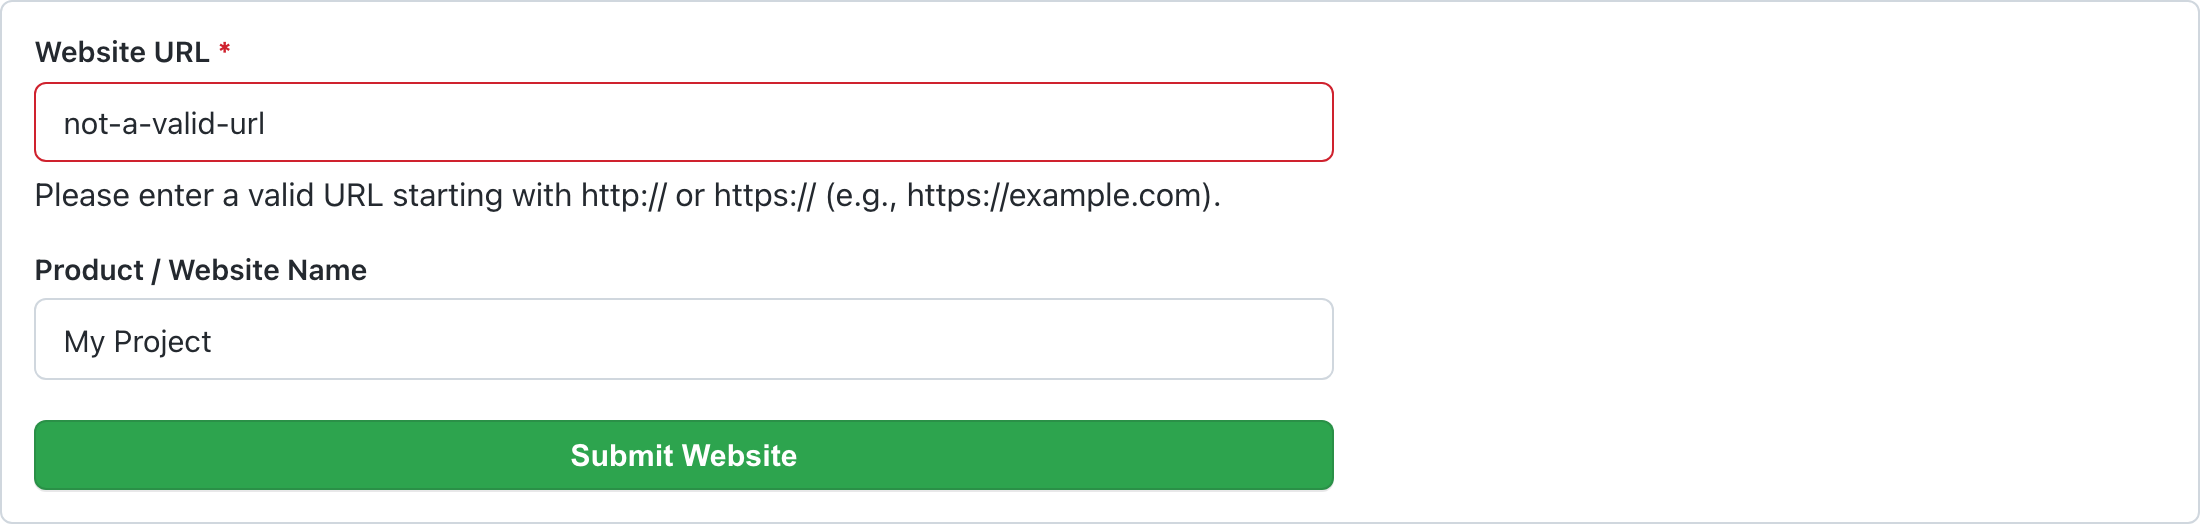 Website URL *
not-a-valid-url
Please enter a valid URL starting with http:// or https:// (e.g., https://example.com).
Product / Website Name
My Project
Submit Website